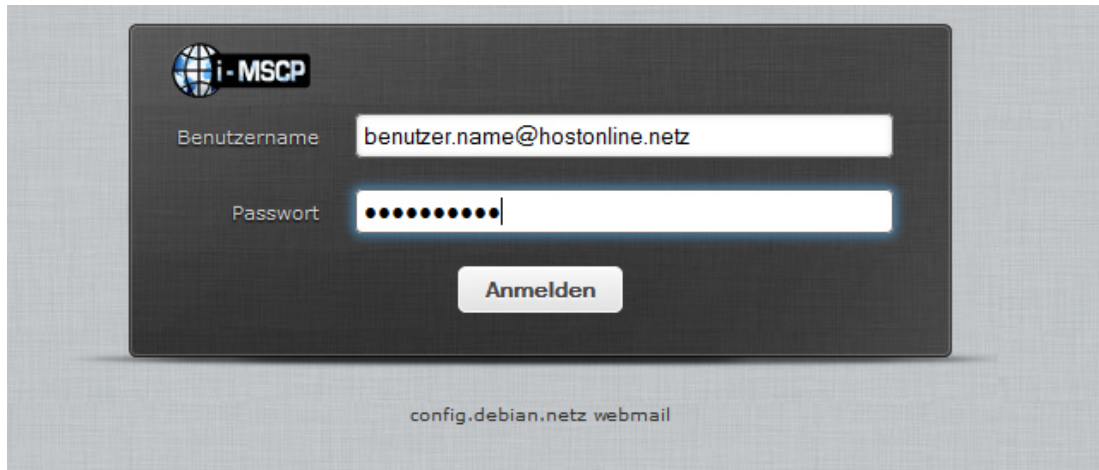 i-MSCP
Benutzername benutzer.name@hostonline.netz
Passwort ••••••••••
Anmelden
config.debian.netz webmail